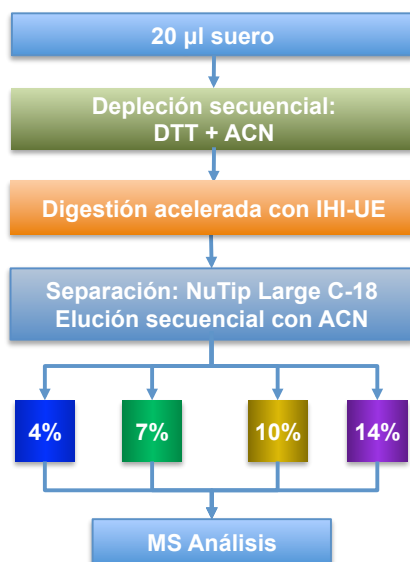 20 µl suero
Depleción secuencial:
DTT + ACN
Digestión acelerada con IHI-UE
Separación: NuTip Large C-18
Elución secuencial con ACN
4%
7%
10%
14%
MS Análisis